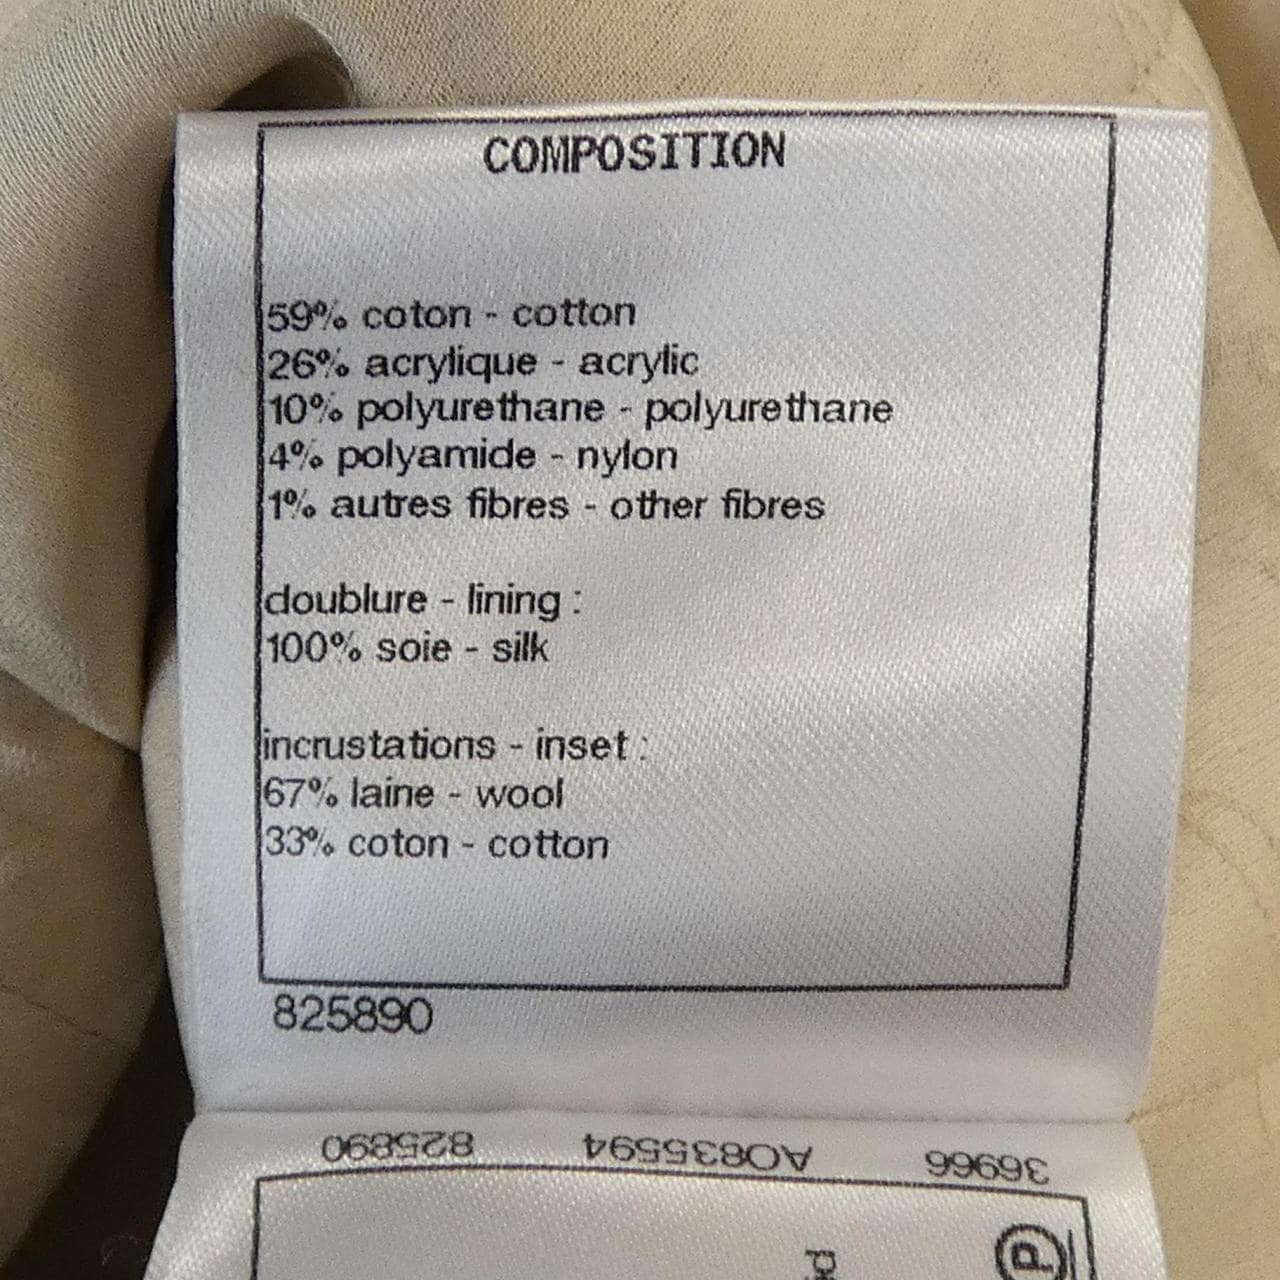 COMPOSITION
59% coton - cotton
26% acrylique - acrylic
10% polyurethane - polyurethane
4% polyamide - nylon
1% autres fibres - other fibres
doublure - lining :
100% soie - silk
incrustations - inset :
67% laine - wool
33% coton - cotton
825890
36966 AO835594 825890
P